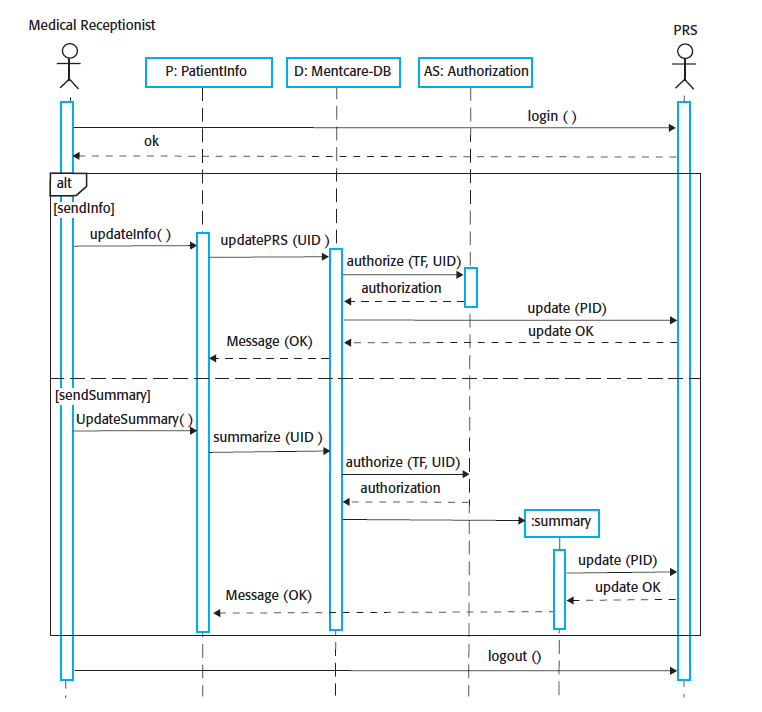 Medical Receptionist
PRS
P: PatientInfo
D: Mentcare-DB
AS: Authorization
login ( )
ok
alt
[sendInfo]
updateInfo( )
updatePRS (UID )
authorize (TF, UID)
authorization
update (PID)
update OK
Message (OK)
[sendSummary]
UpdateSummary( )
summarize (UID )
authorize (TF, UID)
authorization
:summary
update (PID)
update OK
Message (OK)
logout ()